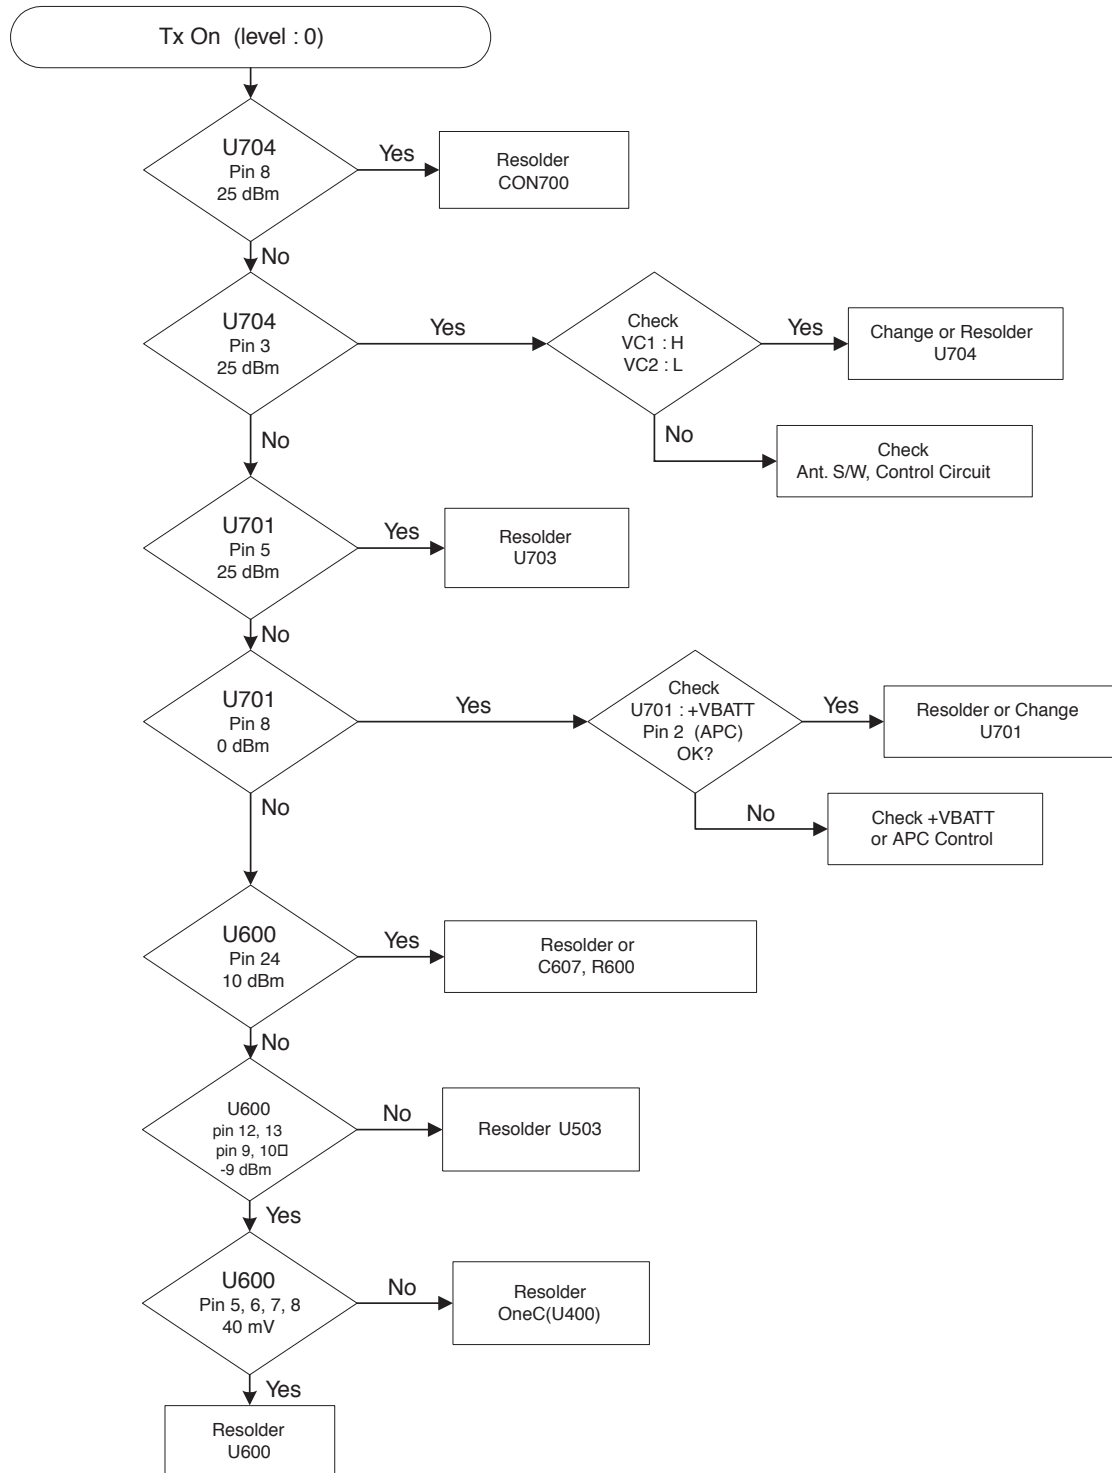 Tx On (level : 0)
U704
Pin 8
25 dBm
Yes
Resolder
CON700
No
U704
Pin 3
25 dBm
Yes
Check
VC1 : H
VC2 : L
Yes
Change or Resolder
U704
No
Check
Ant. S/W, Control Circuit
No
U701
Pin 5
25 dBm
Yes
Resolder
U703
No
U701
Pin 8
0 dBm
Yes
Check
U701 : +VBATT
Pin 2 (APC)
OK?
Yes
Resolder or Change
U701
No
Check +VBATT
or APC Control
No
U600
Pin 24
10 dBm
Yes
Resolder or
C607, R600
No
U600
pin 12, 13
pin 9, 10□
-9 dBm
No
Resolder U503
Yes
U600
Pin 5, 6, 7, 8
40 mV
No
Resolder
OneC(U400)
Yes
Resolder
U600